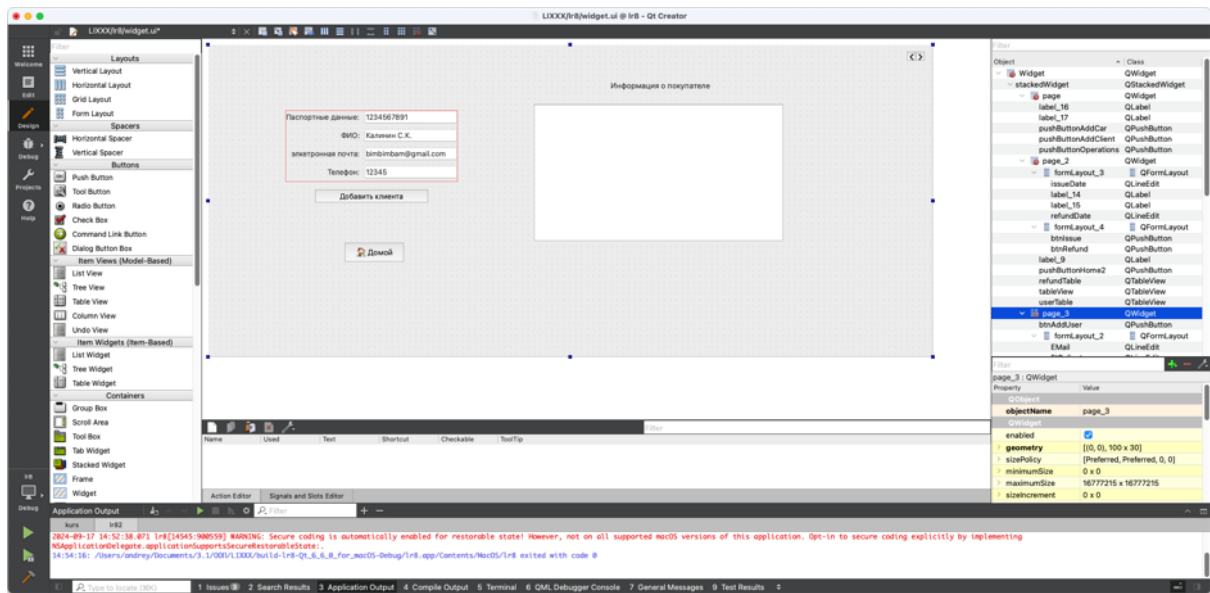 LIXXX/lr8/widget.ui @ lr8 - Qt Creator
LIXXX/lr8/widget.ui*
Welcome
Edit
Design
Debug
Projects
Help
lr8
Debug
Filter
Layouts
Vertical Layout
Horizontal Layout
Grid Layout
Form Layout
Spacers
Horizontal Spacer
Vertical Spacer
Buttons
Push Button
Tool Button
Radio Button
Check Box
Command Link Button
Dialog Button Box
Item Views (Model-Based)
List View
Tree View
Table View
Column View
Undo View
Item Widgets (Item-Based)
List Widget
Tree Widget
Table Widget
Containers
Group Box
Scroll Area
Tool Box
Tab Widget
Stacked Widget
Frame
Widget
Информация о покупателе
Паспортные данные: 1234567891
ФИО: Калинин С.К.
электронная почта: bimbimbam@gmail.com
Телефон: 12345
Добавить клиента
Домой
Filter
Name Used Text Shortcut Checkable ToolTip
Action Editor Signals and Slots Editor
Filter
Object Class
Widget QWidget
stackedWidget QStackedWidget
page QWidget
label_16 QLabel
label_17 QLabel
pushButtonAddCar QPushButton
pushButtonAddClient QPushButton
pushButtonOperations QPushButton
page_2 QWidget
formLayout_3 QFormLayout
issueDate QLineEdit
label_14 QLabel
label_15 QLabel
refundDate QLineEdit
formLayout_4 QFormLayout
btnIssue QPushButton
btnRefund QPushButton
label_9 QLabel
pushButtonHome2 QPushButton
refundTable QTableView
tableView QTableView
userTable QTableView
page_3 QWidget
btnAddUser QPushButton
formLayout_2 QFormLayout
EMail QLineEdit
Filter
page_3 : QWidget
Property Value
QObject
objectName page_3
QWidget
enabled
geometry [(0, 0), 100 x 30]
sizePolicy [Preferred, Preferred, 0, 0]
minimumSize 0 x 0
maximumSize 16777215 x 16777215
sizeIncrement 0 x 0
Application Output Filter
kurs lr82
2024-09-17 14:52:38.071 lr8[14545:900559] WARNING: Secure coding is automatically enabled for restorable state! However, not on all supported macOS versions of this application. Opt-in to secure coding explicitly by implementing
NSApplicationDelegate.applicationSupportsSecureRestorableState:.
14:54:16: /Users/andrey/Documents/3.1/ООП/LIXXX/build-lr8-Qt_6_6_0_for_macOS-Debug/lr8.app/Contents/MacOS/lr8 exited with code 0
Type to locate (⌘K) 1 Issues 3 2 Search Results 3 Application Output 4 Compile Output 5 Terminal 6 QML Debugger Console 7 General Messages 9 Test Results